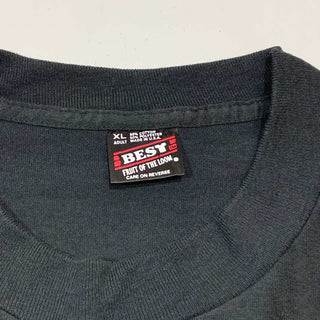 XL 50% COTTON
50% POLYESTER
ADULT MADE IN U.S.A.
BEST
FRUIT OF THE LOOM®
CARE ON REVERSE